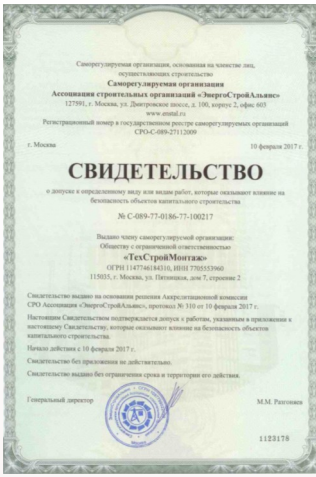 Саморегулируемая организация, основанная на членстве лиц,
осуществляющих строительство
Саморегулируемая организация
Ассоциация строительных организаций «ЭнергоСтройАльянс»
127591, г. Москва, ул. Дмитровское шоссе, д. 100, корпус 2, офис 603
Регистрационный номер в государственном реестре саморегулируемых организаций
СРО-С-089-27112009
г. Москва
10 февраля 2017 г.
СВИДЕТЕЛЬСТВО
о допуске к определенному виду или видам работ, которые оказывают влияние на
безопасность объектов капитального строительства
№ С-089-77-0186-77-100217
Выдано члену саморегулируемой организации:
Обществу с ограниченной ответственностью
«ТехСтройМонтаж»
ОГРН 1147746184310, ИНН 7705553960
115035, г. Москва, ул. Пятницкая, дом 7, строение 2
Свидетельство выдано на основании решения Аккредитационной комиссии
СРО Ассоциация «ЭнергоСтройАльянс», протокол № 310 от 10 февраля 2017 г.
Настоящим Свидетельством подтверждается допуск к работам, указанным в приложении к
настоящему Свидетельству, которые оказывают влияние на безопасность объектов
капитального строительства.
Начало действия с 10 февраля 2017 г.
Свидетельство без приложения не действительно.
Свидетельство выдано без ограничения срока и территории его действия.
Генеральный директор
М.М. Разгоняев
1123178